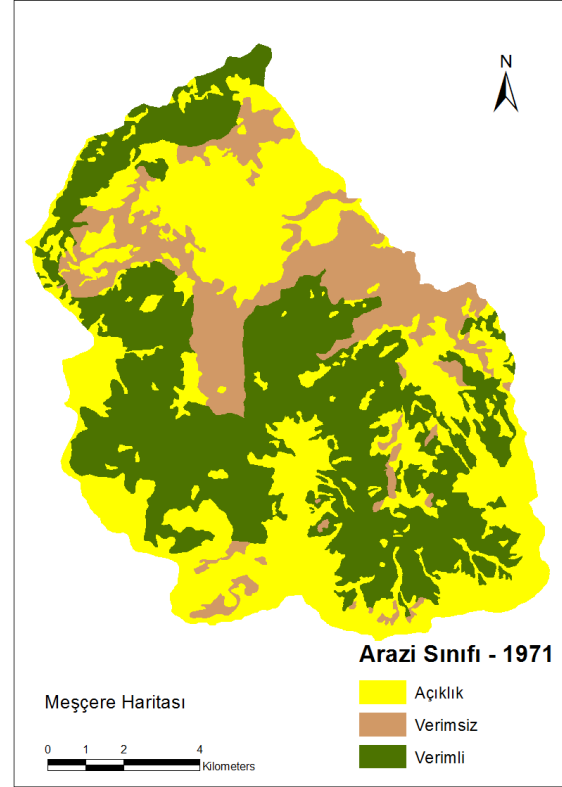 N
Arazi Sınıfı - 1971
Açıklık
Verimsiz
Verimli
Meşçere Haritası
0 1 2 4
Kilometers